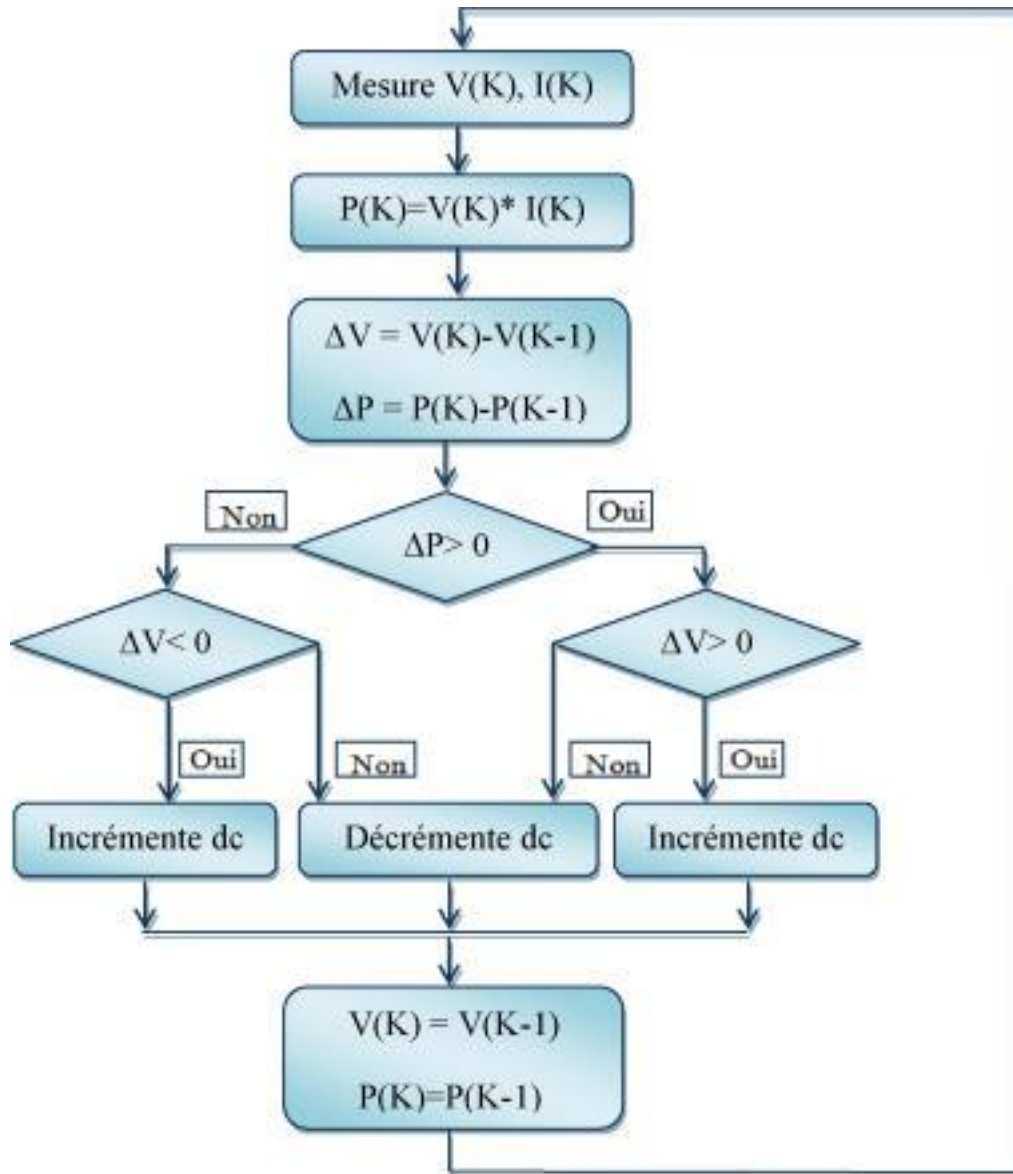 Mesure V(K), I(K)
P(K)=V(K)* I(K)
ΔV = V(K)-V(K-1)
ΔP = P(K)-P(K-1)
Non
Oui
ΔP> 0
ΔV< 0
ΔV> 0
Oui
Non
Non
Oui
Incrémente dc
Décrémente dc
Incrémente dc
V(K) = V(K-1)
P(K)=P(K-1)